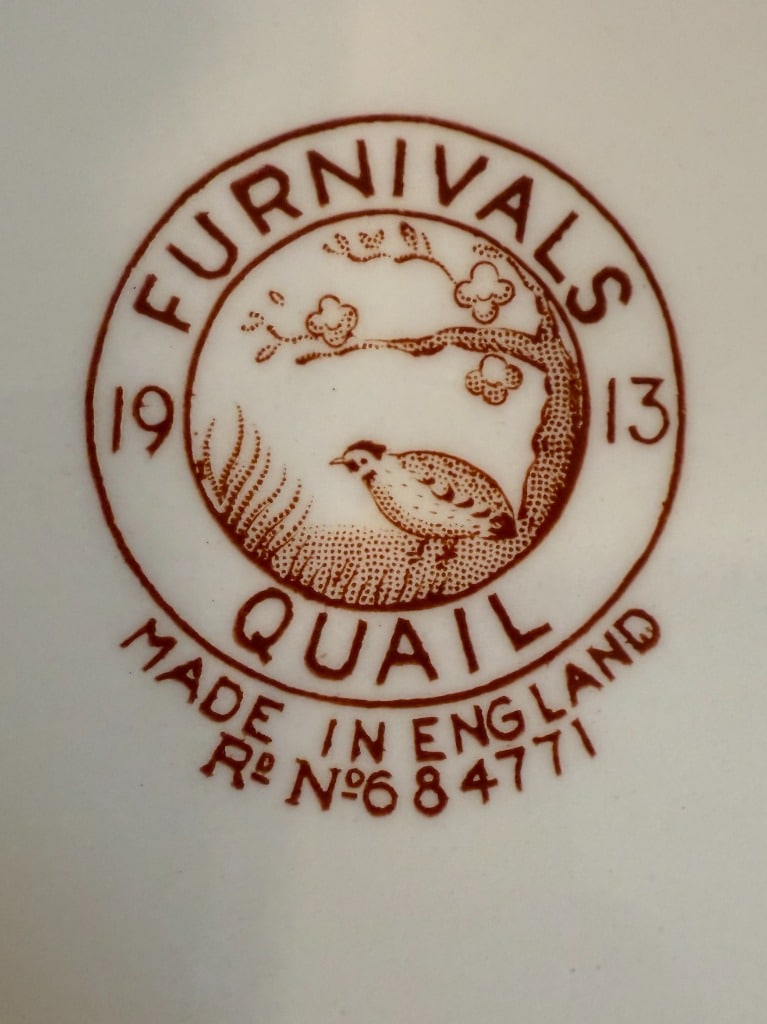 FURNIVALS
19 13
QUAIL
MADE IN ENGLAND
Rᴰ Nº 684771